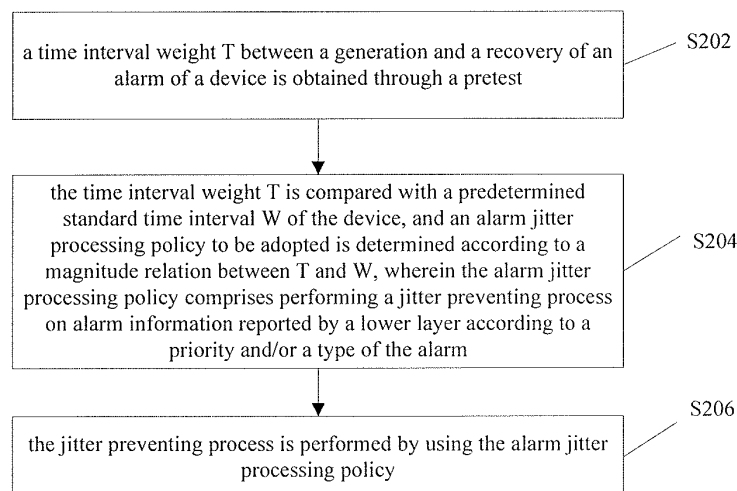 a time interval weight T between a generation and a recovery of an
alarm of a device is obtained through a pretest
S202
the time interval weight T is compared with a predetermined
standard time interval W of the device, and an alarm jitter
processing policy to be adopted is determined according to a
magnitude relation between T and W, wherein the alarm jitter
processing policy comprises performing a jitter preventing process
on alarm information reported by a lower layer according to a
priority and/or a type of the alarm
S204
the jitter preventing process is performed by using the alarm jitter
processing policy
S206